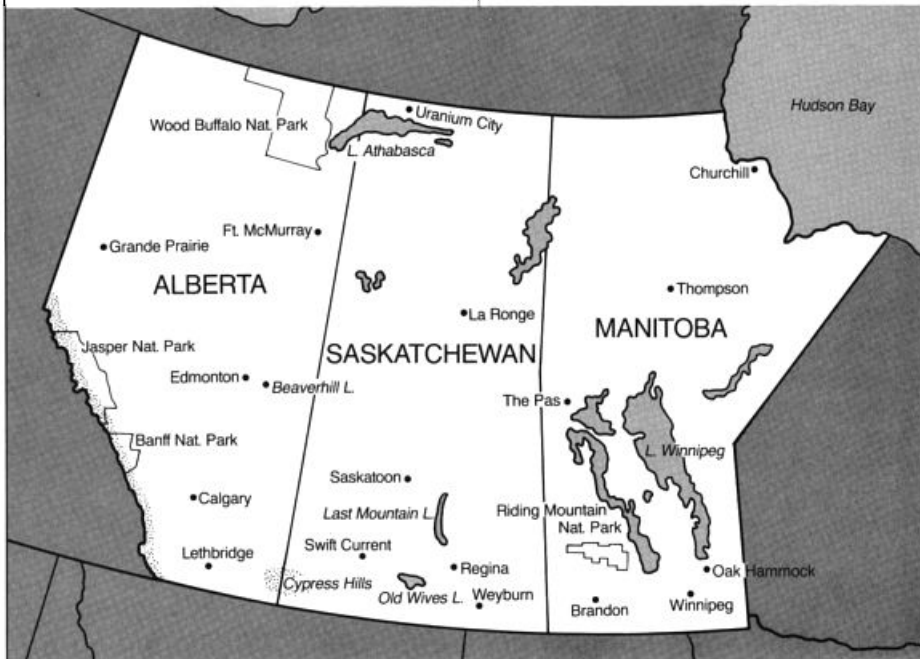 Hudson Bay
Uranium City
Wood Buffalo Nat. Park
L. Athabasca
Churchill
Ft. McMurray
Grande Prairie
ALBERTA
Thompson
La Ronge
MANITOBA
Jasper Nat. Park
SASKATCHEWAN
Edmonton
Beaverhill L.
The Pas
Banff Nat. Park
L. Winnipeg
Saskatoon
Calgary
Last Mountain L.
Riding Mountain
Nat. Park
Swift Current
Lethbridge
Regina
Oak Hammock
Cypress Hills
Old Wives L.
Weyburn
Brandon
Winnipeg